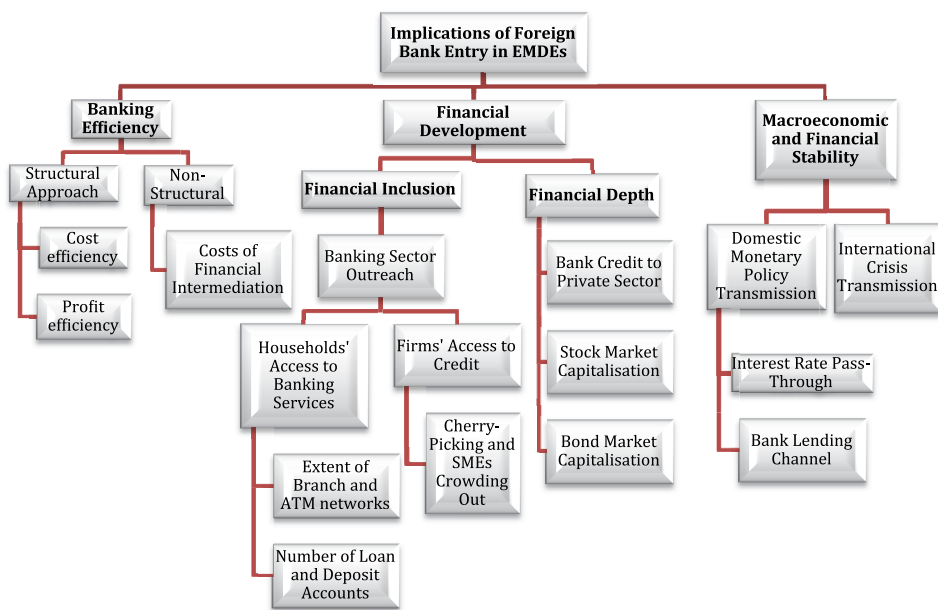 Implications of Foreign
Bank Entry in EMDEs
Banking
Efficiency
Structural
Approach
Cost
efficiency
Profit
efficiency
Non-
Structural
Costs of
Financial
Intermediation
Financial
Development
Financial Inclusion
Banking Sector
Outreach
Households'
Access to
Banking
Services
Extent of
Branch and
ATM networks
Number of Loan
and Deposit
Accounts
Firms' Access to
Credit
Cherry-
Picking and
SMEs
Crowding
Out
Financial Depth
Bank Credit to
Private Sector
Stock Market
Capitalisation
Bond Market
Capitalisation
Macroeconomic
and Financial
Stability
Domestic
Monetary
Policy
Transmission
Interest Rate Pass-
Through
Bank Lending
Channel
International
Crisis
Transmission